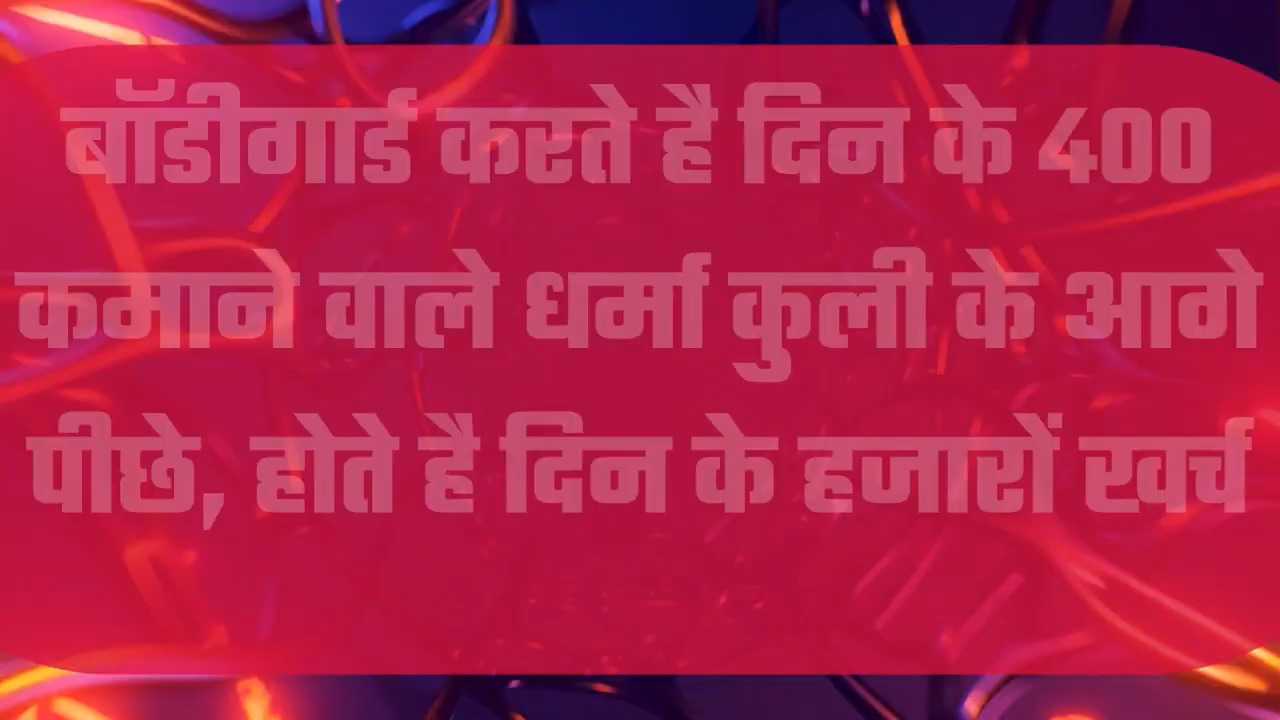 बॉडीगार्ड करते है दिन के 400
कमाने वाले धर्मा कुली के आगे
पीछे, होते है दिन के हजारों खर्च